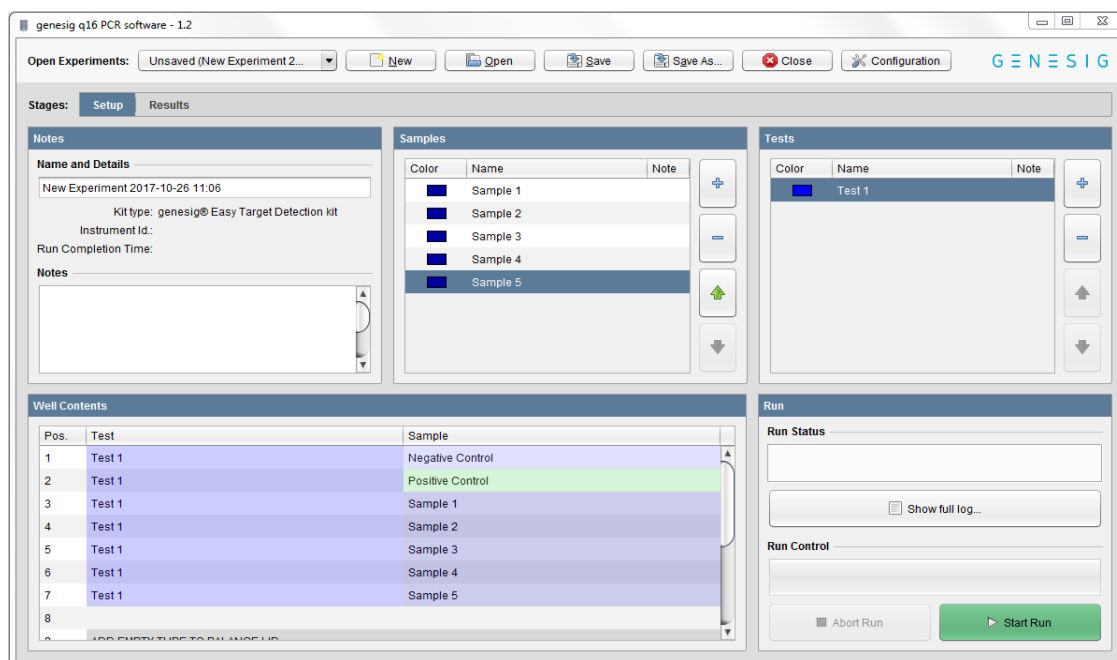 genesig q16 PCR software - 1.2
Open Experiments: Unsaved (New Experiment 2... New Open Save Save As... Close Configuration GENESIG
Stages: Setup Results
Notes
Name and Details
New Experiment 2017-10-26 11:06
Kit type: genesig® Easy Target Detection kit
Instrument Id.:
Run Completion Time:
Notes
Samples
Color Name Note
Sample 1
Sample 2
Sample 3
Sample 4
Sample 5
Tests
Color Name Note
Test 1
Well Contents
Pos. Test Sample
1 Test 1 Negative Control
2 Test 1 Positive Control
3 Test 1 Sample 1
4 Test 1 Sample 2
5 Test 1 Sample 3
6 Test 1 Sample 4
7 Test 1 Sample 5
8
ADD EMPTY TUBE TO BALANCE LID
Run
Run Status
Show full log...
Run Control
Abort Run Start Run